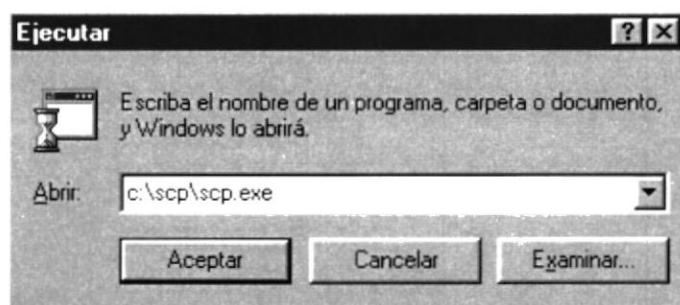 Ejecutar
Escriba el nombre de un programa, carpeta o documento,
y Windows lo abrirá.
Abrir: c:\scp\scp.exe
Aceptar Cancelar Examinar...